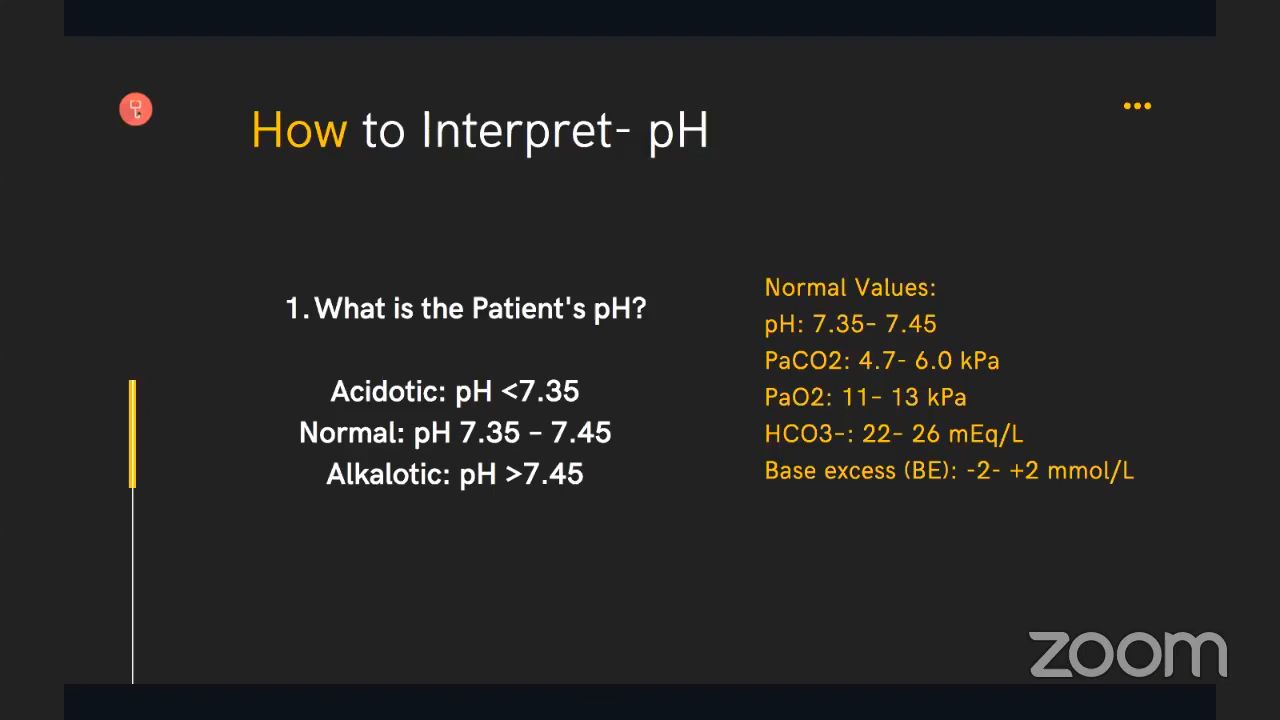 How to Interpret- pH
1. What is the Patient's pH?
Acidotic: pH <7.35
Normal: pH 7.35 – 7.45
Alkalotic: pH >7.45
Normal Values:
pH: 7.35– 7.45
PaCO2: 4.7- 6.0 kPa
PaO2: 11– 13 kPa
HCO3-: 22– 26 mEq/L
Base excess (BE): -2- +2 mmol/L
zoom